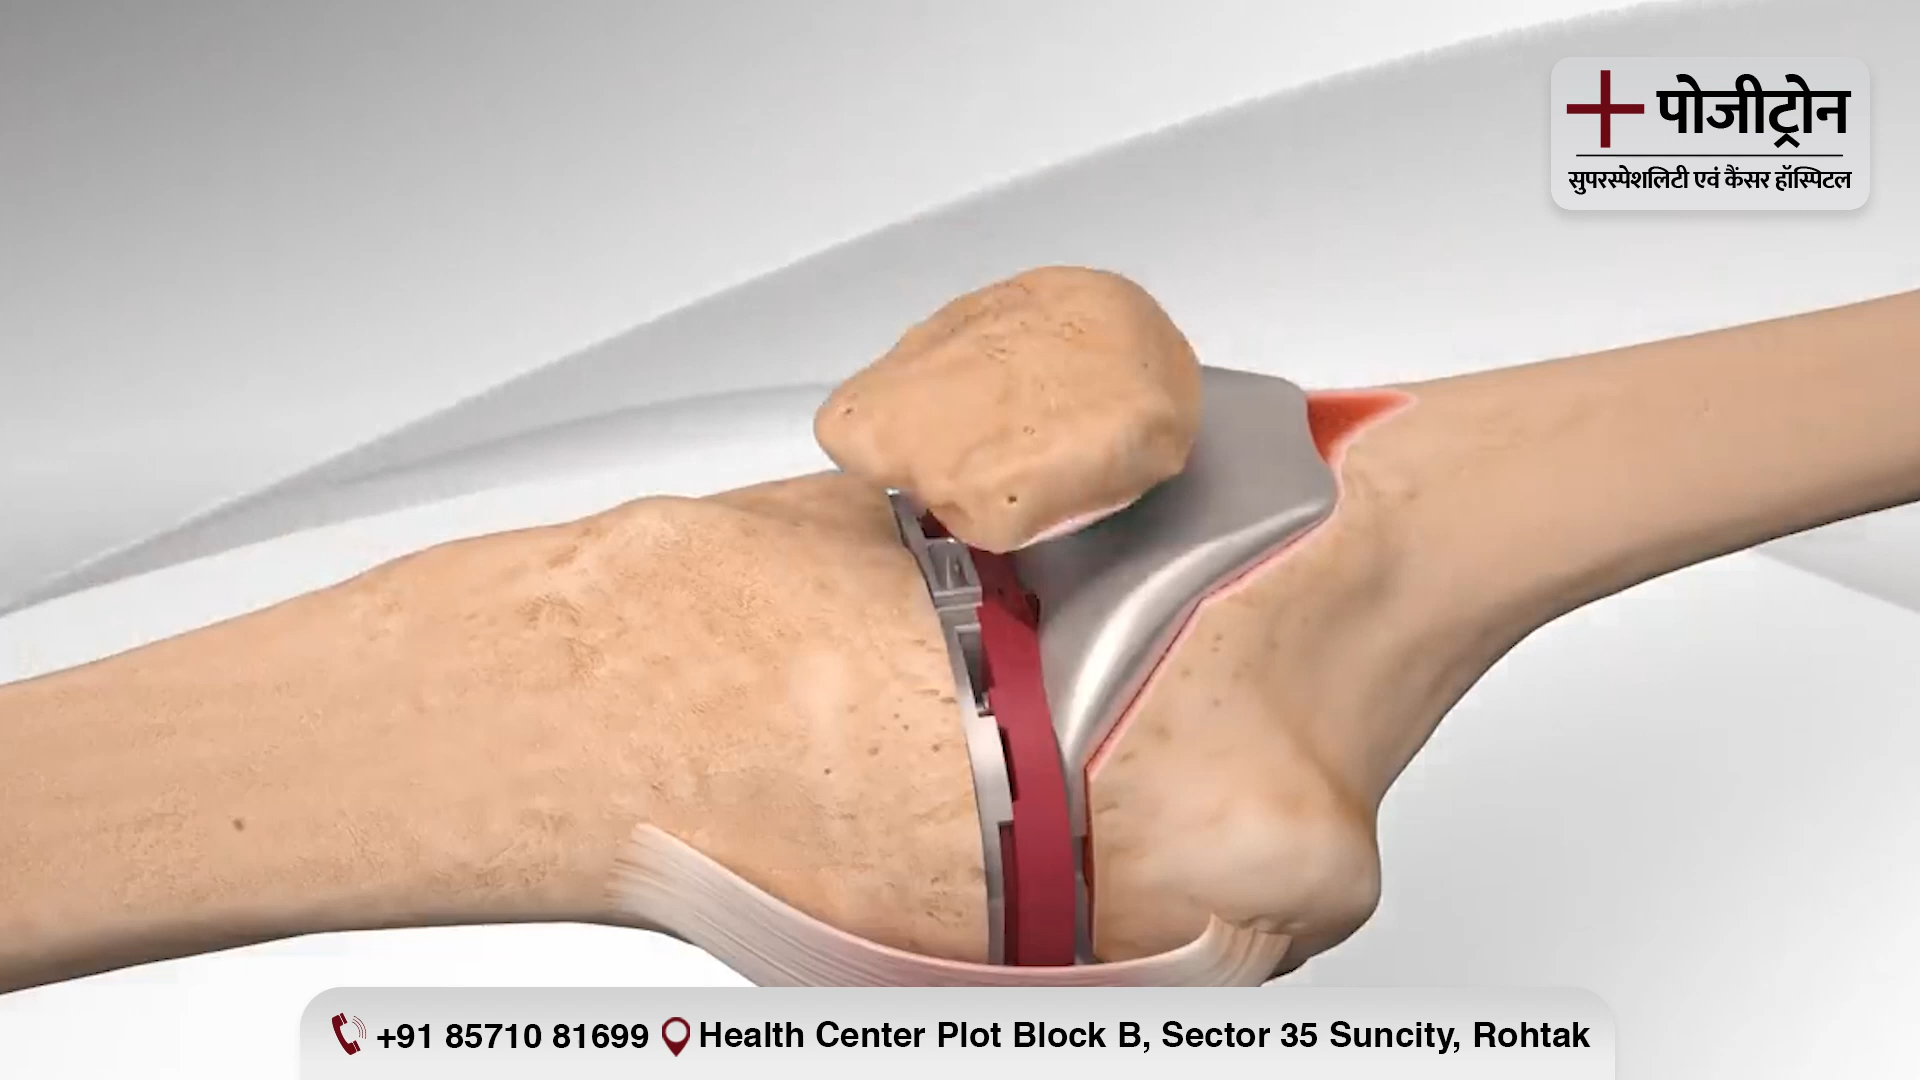 पोजीट्रोन
सुपरस्पेशलिटी एवं कैंसर हॉस्पिटल
+91 85710 81699 Health Center Plot Block B, Sector 35 Suncity, Rohtak